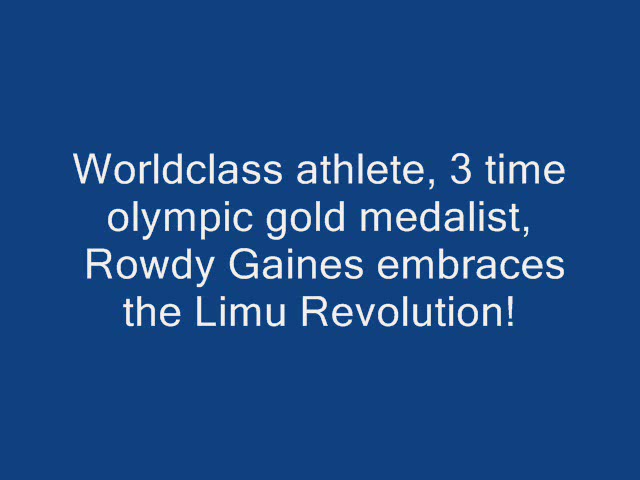 Worldclass athlete, 3 time
olympic gold medalist,
Rowdy Gaines embraces
the Limu Revolution!